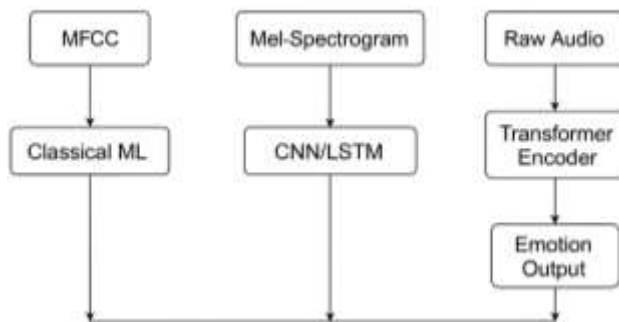 MFCC
Mel-Spectrogram
Raw Audio
Classical ML
CNN/LSTM
Transformer
Encoder
Emotion
Output